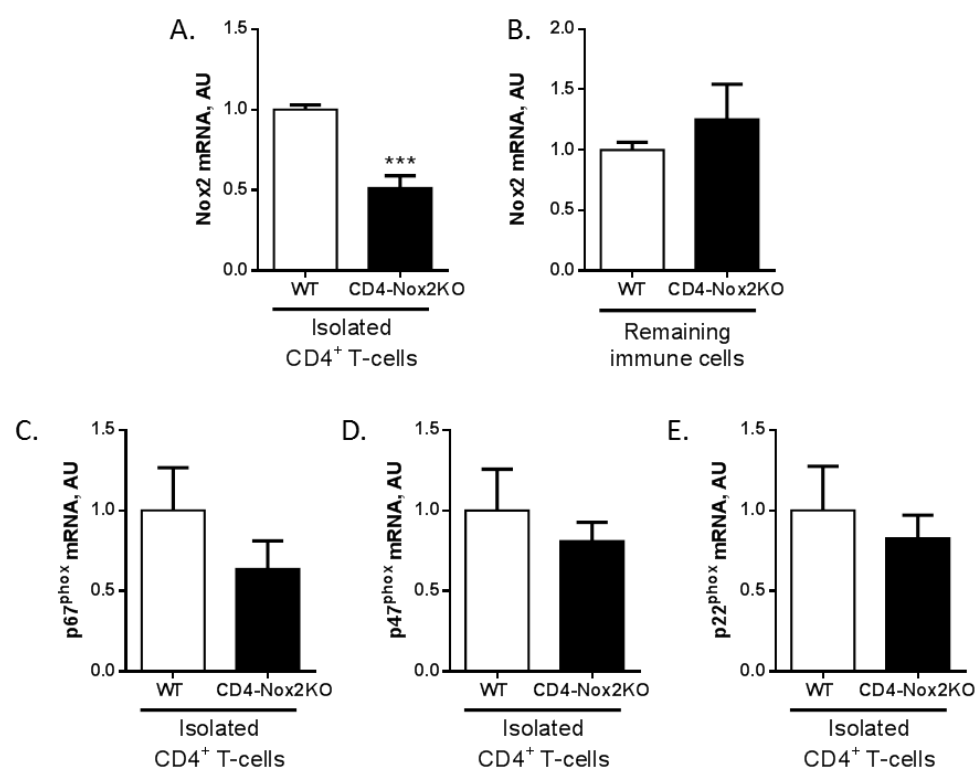 A.
Nox2 mRNA, AU
1.5
1.0
0.5
0.0
***
WT
CD4-Nox2KO
Isolated
CD4⁺ T-cells
B.
Nox2 mRNA, AU
2.0
1.5
1.0
0.5
0.0
WT
CD4-Nox2KO
Remaining
immune cells
C.
p67ᵖʰᵒˣ mRNA, AU
1.5
1.0
0.5
0.0
WT
CD4-Nox2KO
Isolated
CD4⁺ T-cells
D.
p47ᵖʰᵒˣ mRNA, AU
1.5
1.0
0.5
0.0
WT
CD4-Nox2KO
Isolated
CD4⁺ T-cells
E.
p22ᵖʰᵒˣ mRNA, AU
1.5
1.0
0.5
0.0
WT
CD4-Nox2KO
Isolated
CD4⁺ T-cells